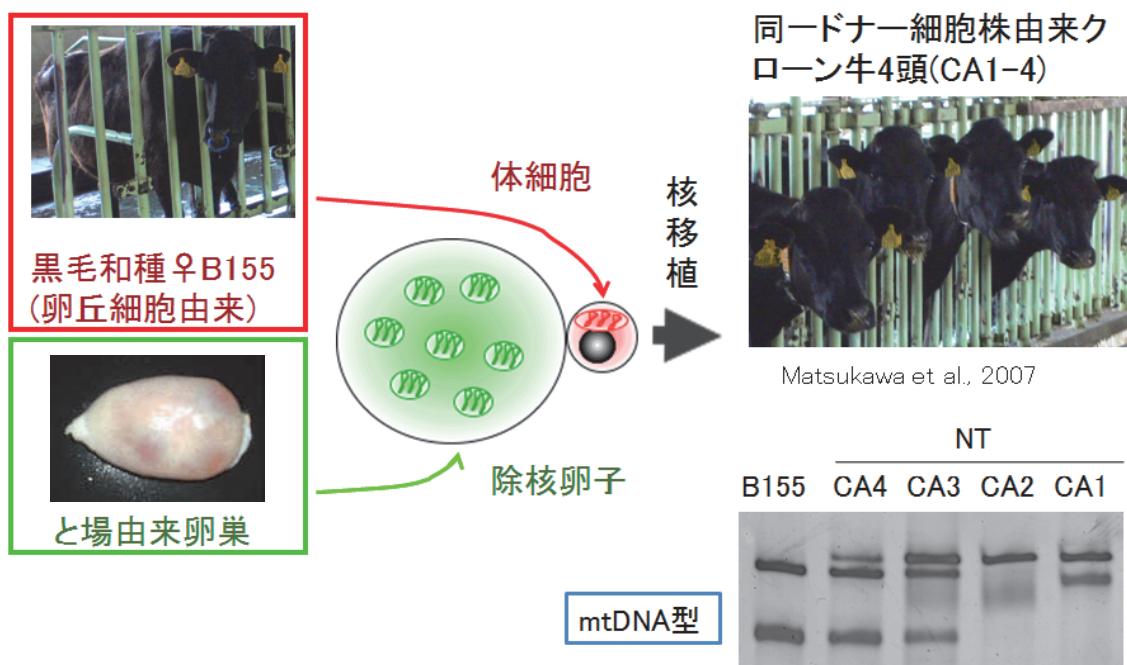 黒毛和種♀B155
(卵丘細胞由来)
と場由来卵巣
体細胞
除核卵子
核移植
同一ドナー細胞株由来ク
ローン牛4頭(CA1-4)
Matsukawa et al., 2007
NT
B155 CA4 CA3 CA2 CA1
mtDNA型